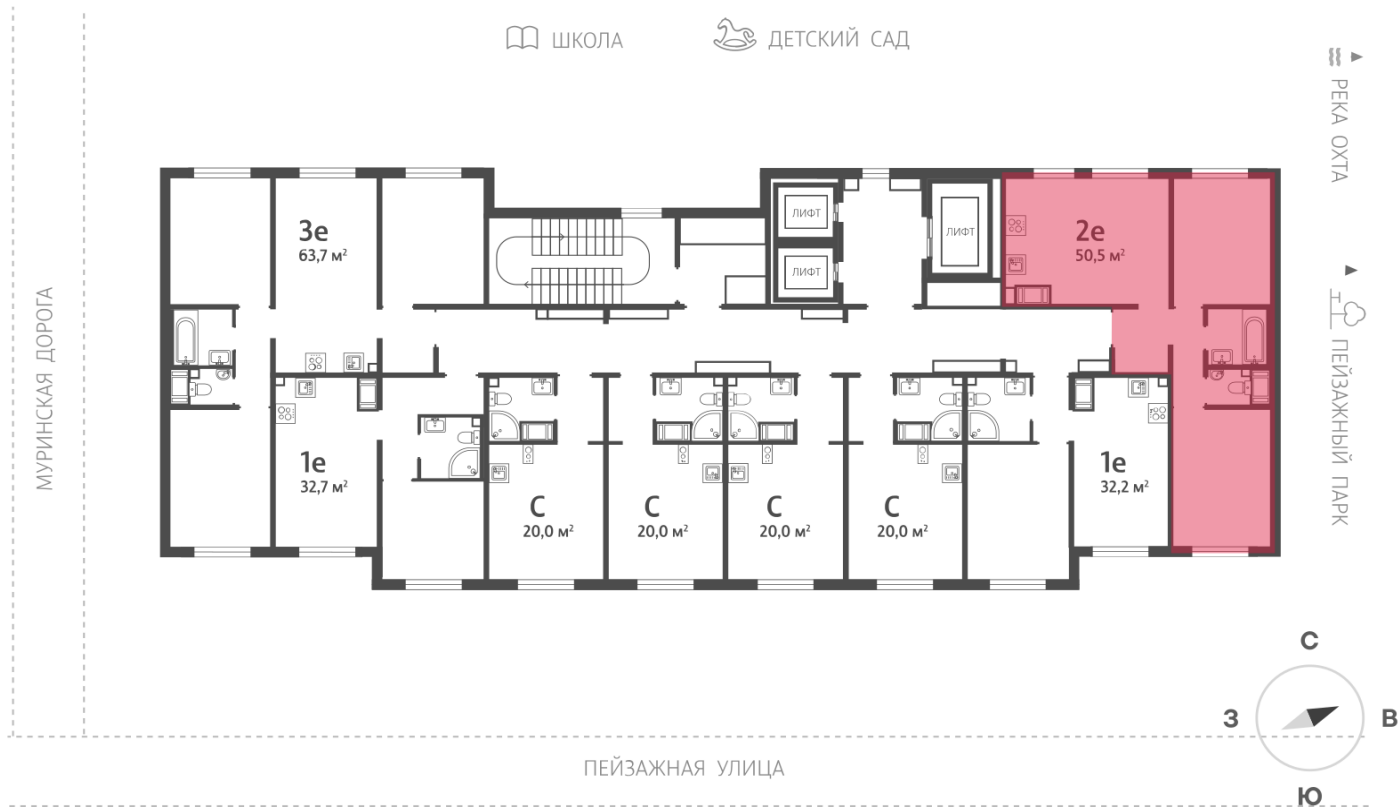 ШКОЛА
ДЕТСКИЙ САД
РЕКА ОХТА
ПЕЙЗАЖНЫЙ ПАРК
МУРИНСКАЯ ДОРОГА
3е
63,7 м²
ЛИФТ
ЛИФТ
ЛИФТ
2е
50,5 м²
1е
32,7 м²
С
20,0 м²
С
20,0 м²
С
20,0 м²
С
20,0 м²
1е
32,2 м²
С
З
В
Ю
ПЕЙЗАЖНАЯ УЛИЦА